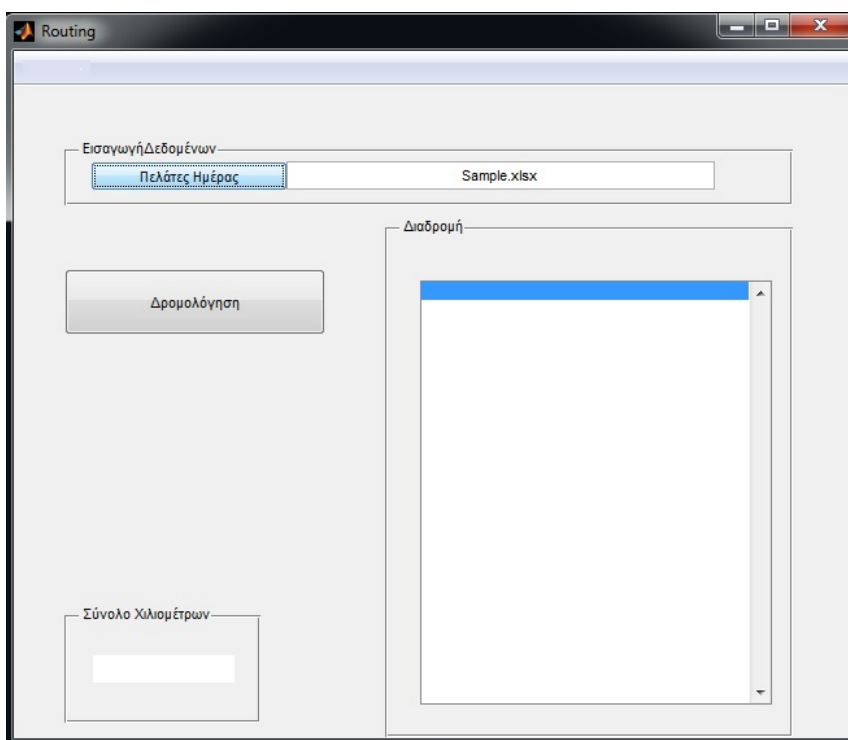 Routing
ΕισαγωγήΔεδομένων
Πελάτες Ημέρας
Sample.xlsx
Διαδρομή
Δρομολόγηση
Σύνολο Χιλιομέτρων